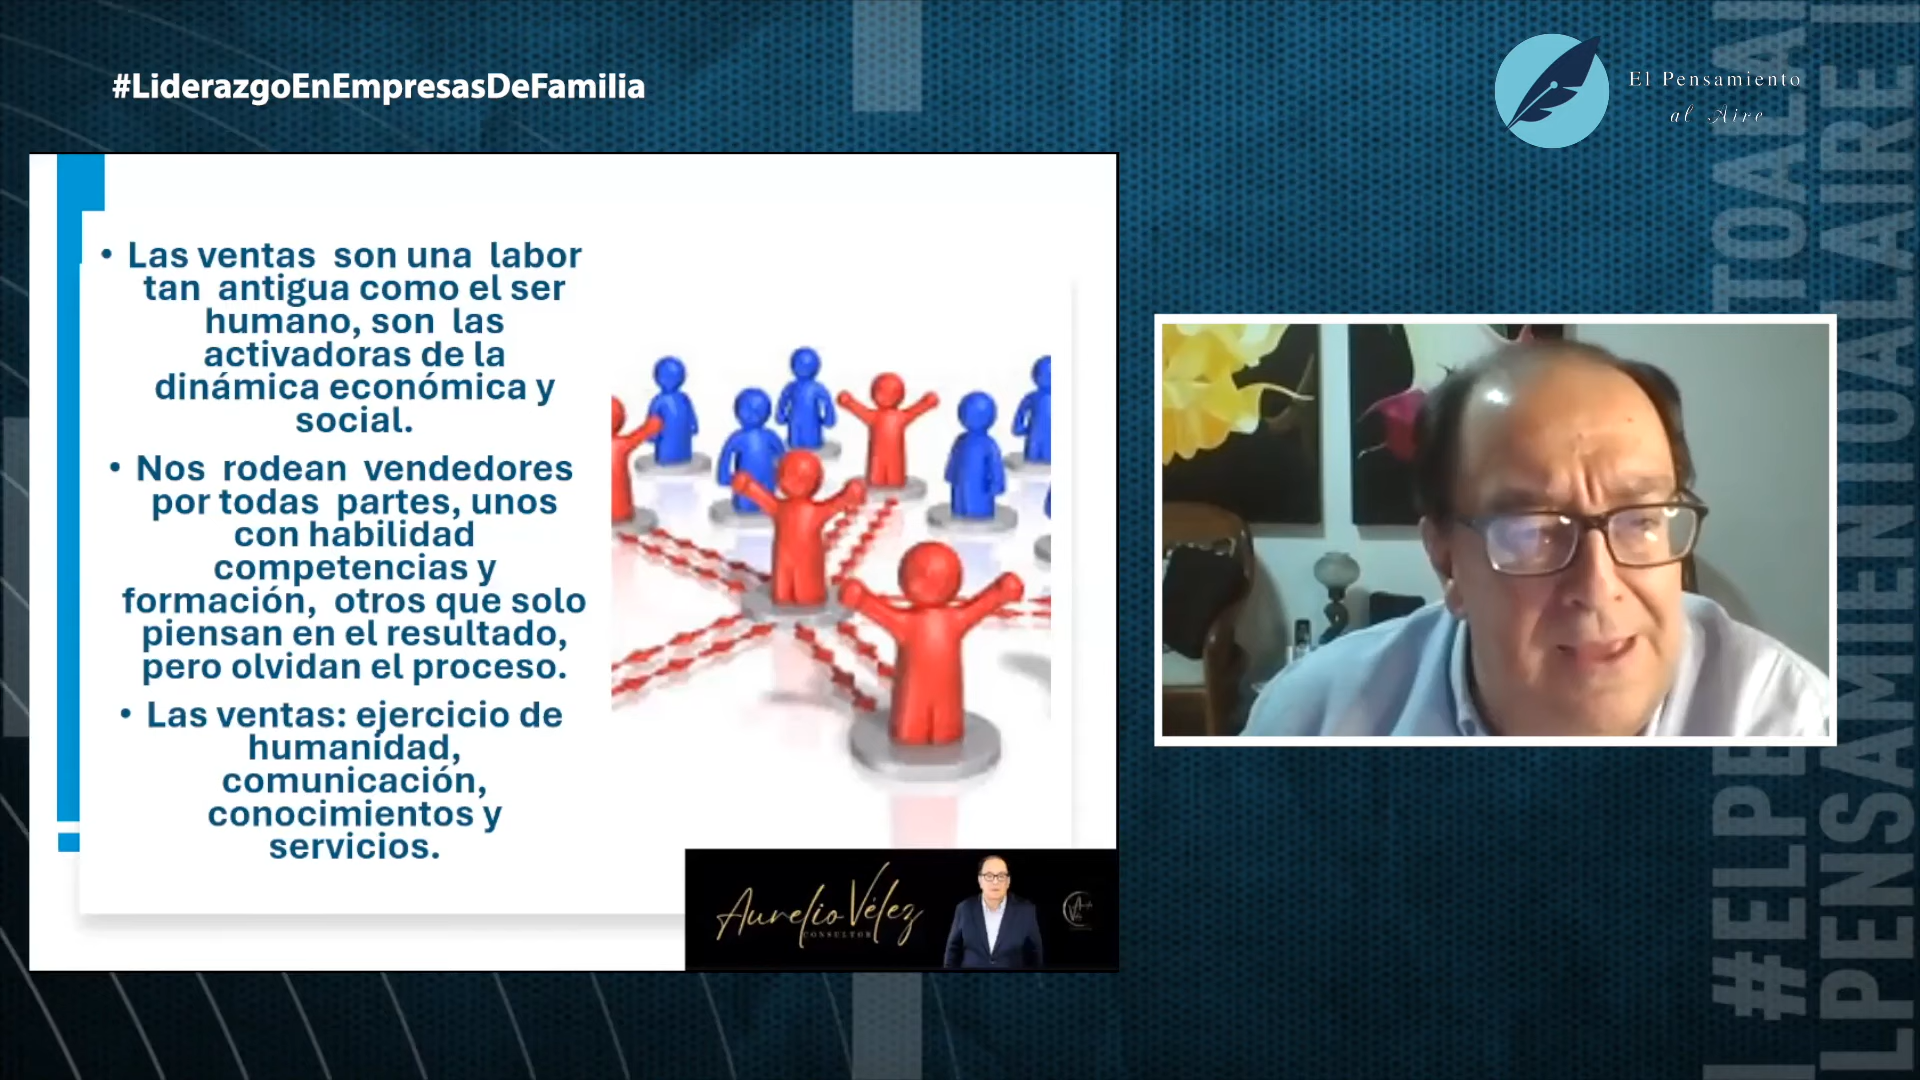 #LiderazgoEnEmpresasDeFamilia
El Pensamiento
al Aire
• Las ventas son una labor
tan antigua como el ser
humano, son las
activadoras de la
dinámica económica y
social.
• Nos rodean vendedores
por todas partes, unos
con habilidad
competencias y
formación, otros que solo
piensan en el resultado,
pero olvidan el proceso.
• Las ventas: ejercicio de
humanidad,
comunicación,
conocimientos y
servicios.
Aurelio Vélez
CONSULTOR